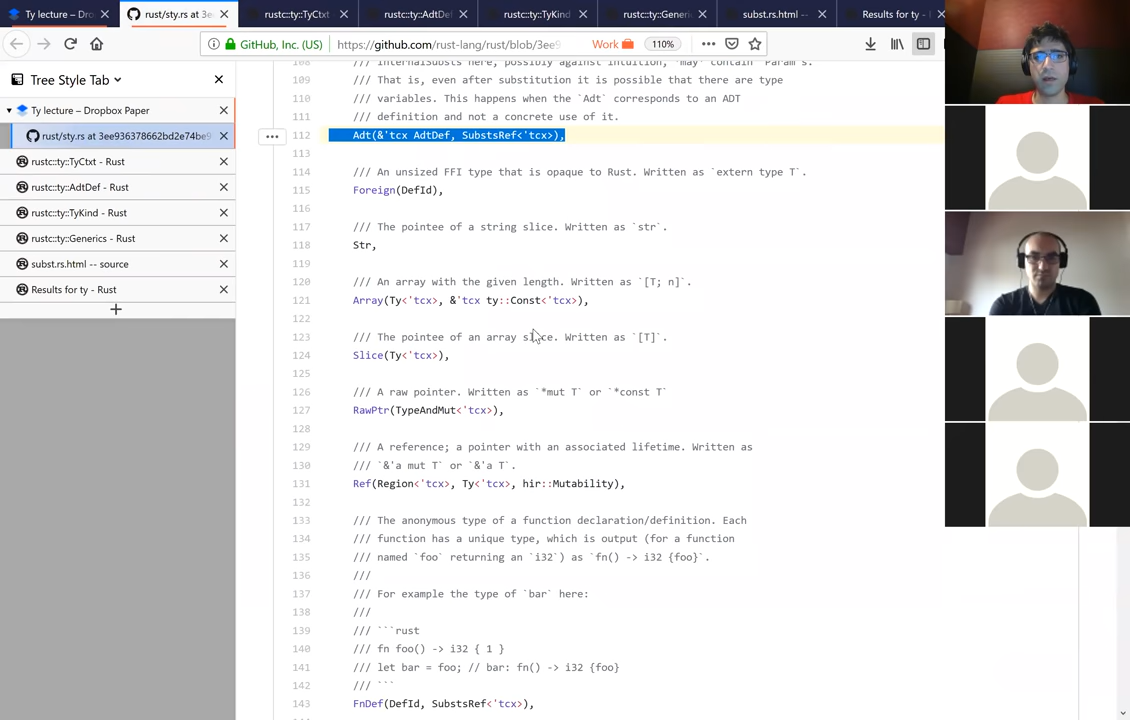 Ty lecture – Dro
rust/sty.rs at 3ee
rustc::ty::TyCtxt
rustc::ty::AdtDe
rustc::ty::TyKind
rustc::ty::Generi
subst.rs.html --
Results for ty –
GitHub, Inc. (US)
https://github.com/rust-lang/rust/blob/3ee9
Work
110%
Tree Style Tab
Ty lecture – Dropbox Paper
rust/sty.rs at 3ee936378662bd2e74be9
rustc::ty::TyCtxt - Rust
rustc::ty::AdtDef - Rust
rustc::ty::TyKind - Rust
rustc::ty::Generics - Rust
subst.rs.html -- source
Results for ty - Rust
108 /// InternalSubsts here, possibly against intuition, *may* contain `Param`s.
109 /// That is, even after substitution it is possible that there are type
110 /// variables. This happens when the `Adt` corresponds to an ADT
111 /// definition and not a concrete use of it.
112 Adt(&'tcx AdtDef, SubstsRef<'tcx>),
113
114 /// An unsized FFI type that is opaque to Rust. Written as `extern type T`.
115 Foreign(DefId),
116
117 /// The pointee of a string slice. Written as `str`.
118 Str,
119
120 /// An array with the given length. Written as `[T; n]`.
121 Array(Ty<'tcx>, &'tcx ty::Const<'tcx>),
122
123 /// The pointee of an array slice. Written as `[T]`.
124 Slice(Ty<'tcx>),
125
126 /// A raw pointer. Written as `*mut T` or `*const T`
127 RawPtr(TypeAndMut<'tcx>),
128
129 /// A reference; a pointer with an associated lifetime. Written as
130 /// `&'a mut T` or `&'a T`.
131 Ref(Region<'tcx>, Ty<'tcx>, hir::Mutability),
132
133 /// The anonymous type of a function declaration/definition. Each
134 /// function has a unique type, which is output (for a function
135 /// named `foo` returning an `i32`) as `fn() -> i32 {foo}`.
136 ///
137 /// For example the type of `bar` here:
138 ///
139 /// ```rust
140 /// fn foo() -> i32 { 1 }
141 /// let bar = foo; // bar: fn() -> i32 {foo}
142 /// ```
143 FnDef(DefId, SubstsRef<'tcx>),